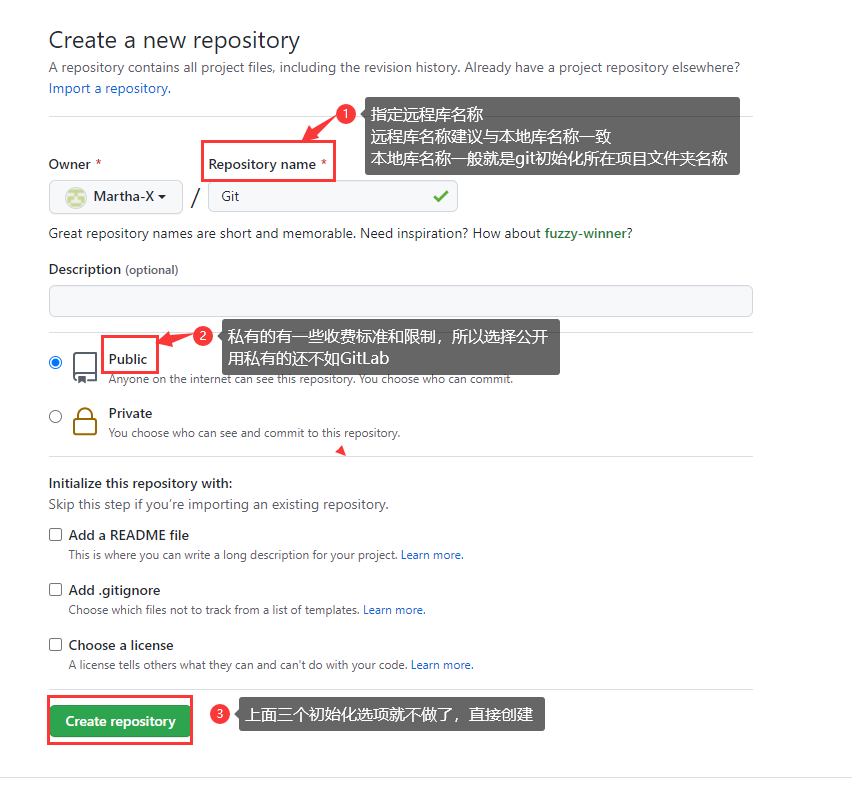 Create a new repository
A repository contains all project files, including the revision history. Already have a project repository elsewhere?
Import a repository.
1
指定远程库名称
远程库名称建议与本地库名称一致
本地库名称一般就是git初始化所在项目文件夹名称
Owner *
Repository name *
Martha-X
/
Git
Great repository names are short and memorable. Need inspiration? How about fuzzy-winner?
Description (optional)
2
私有的有一些收费标准和限制，所以选择公开
用私有的还不如GitLab
Public
Anyone on the internet can see this repository. You choose who can commit.
Private
You choose who can see and commit to this repository.
Initialize this repository with:
Skip this step if you’re importing an existing repository.
Add a README file
This is where you can write a long description for your project. Learn more.
Add .gitignore
Choose which files not to track from a list of templates. Learn more.
Choose a license
A license tells others what they can and can't do with your code. Learn more.
Create repository
3
上面三个初始化选项就不做了，直接创建